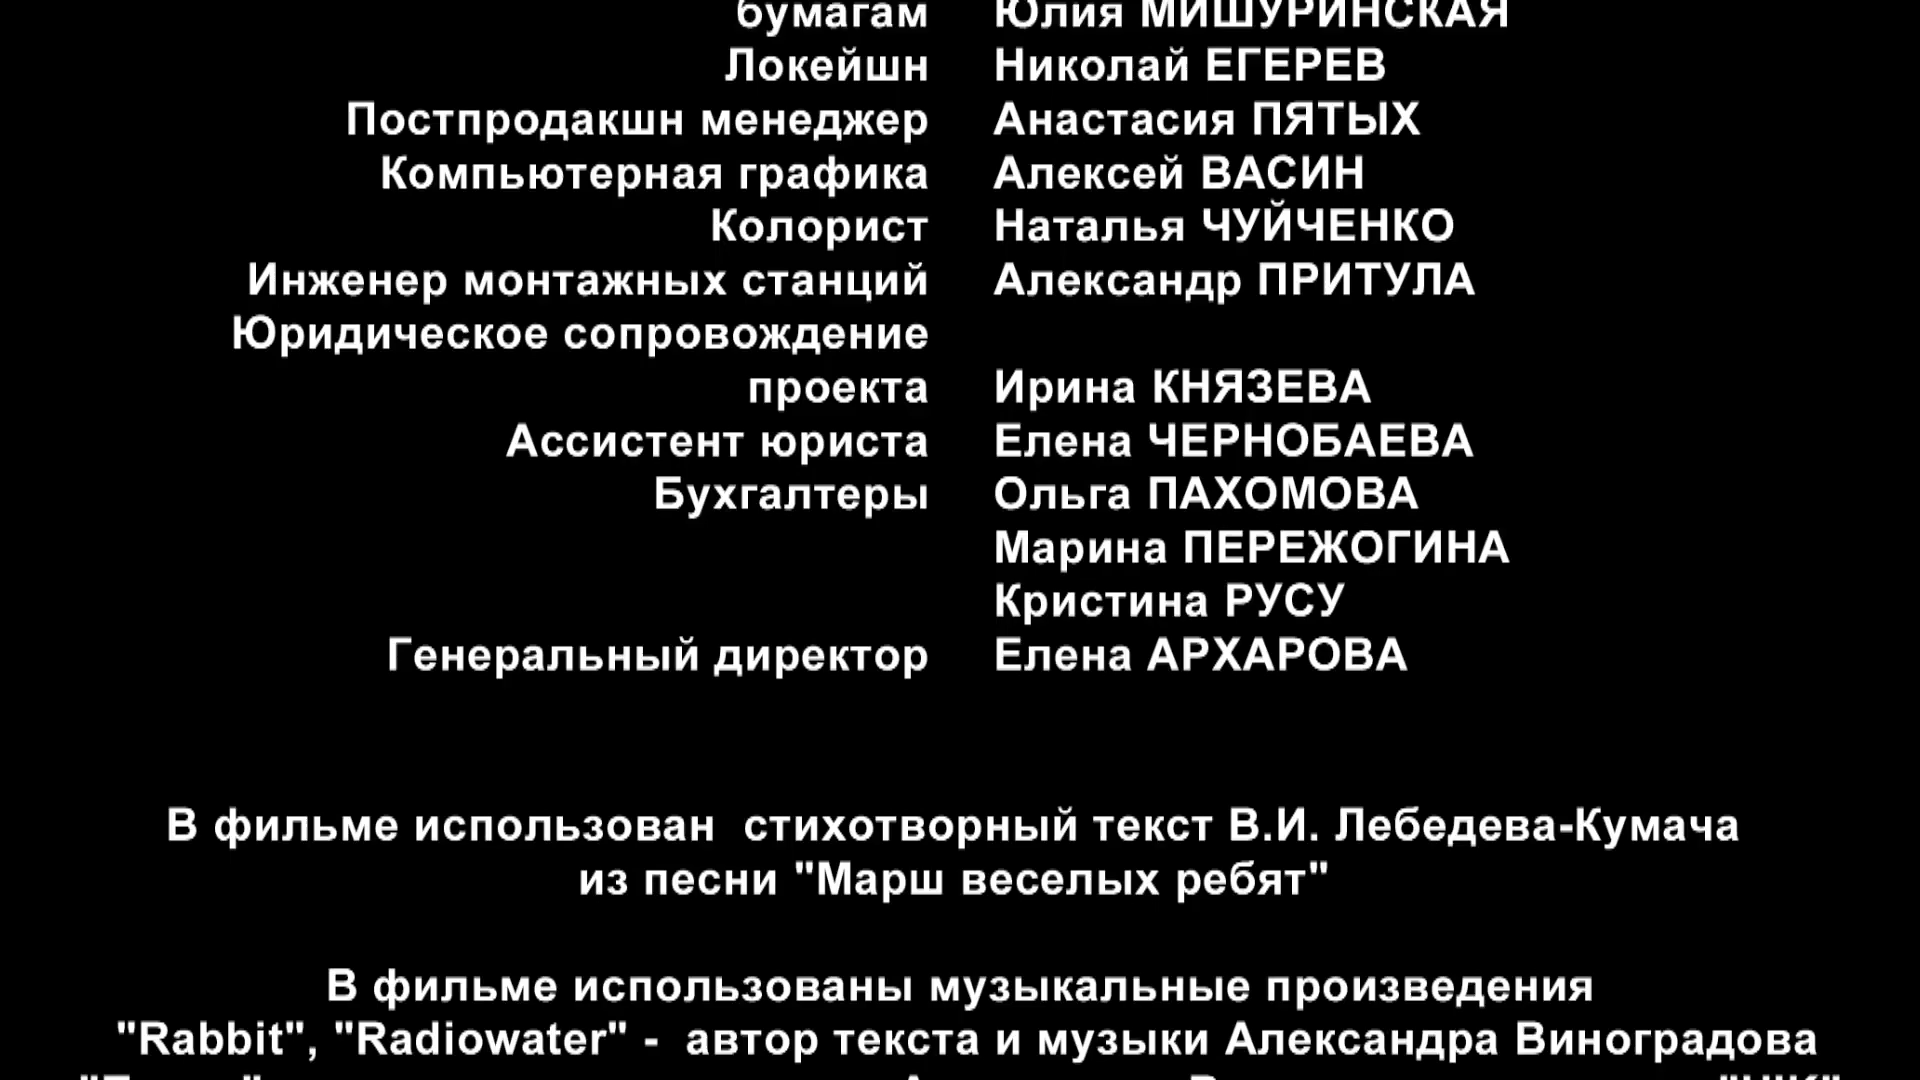 бумагам Юлия МИШУРИНСКАЯ
Локейшн Николай ЕГЕРЕВ
Постпродакшн менеджер Анастасия ПЯТЫХ
Компьютерная графика Алексей ВАСИН
Колорист Наталья ЧУЙЧЕНКО
Инженер монтажных станций Александр ПРИТУЛА
Юридическое сопровождение
проекта Ирина КНЯЗЕВА
Ассистент юриста Елена ЧЕРНОБАЕВА
Бухгалтеры Ольга ПАХОМОВА
Марина ПЕРЕЖОГИНА
Кристина РУСУ
Генеральный директор Елена АРХАРОВА
В фильме использован стихотворный текст В.И. Лебедева-Кумача
из песни "Марш веселых ребят"
В фильме использованы музыкальные произведения
"Rabbit", "Radiowater" - автор текста и музыки Александра Виноградова